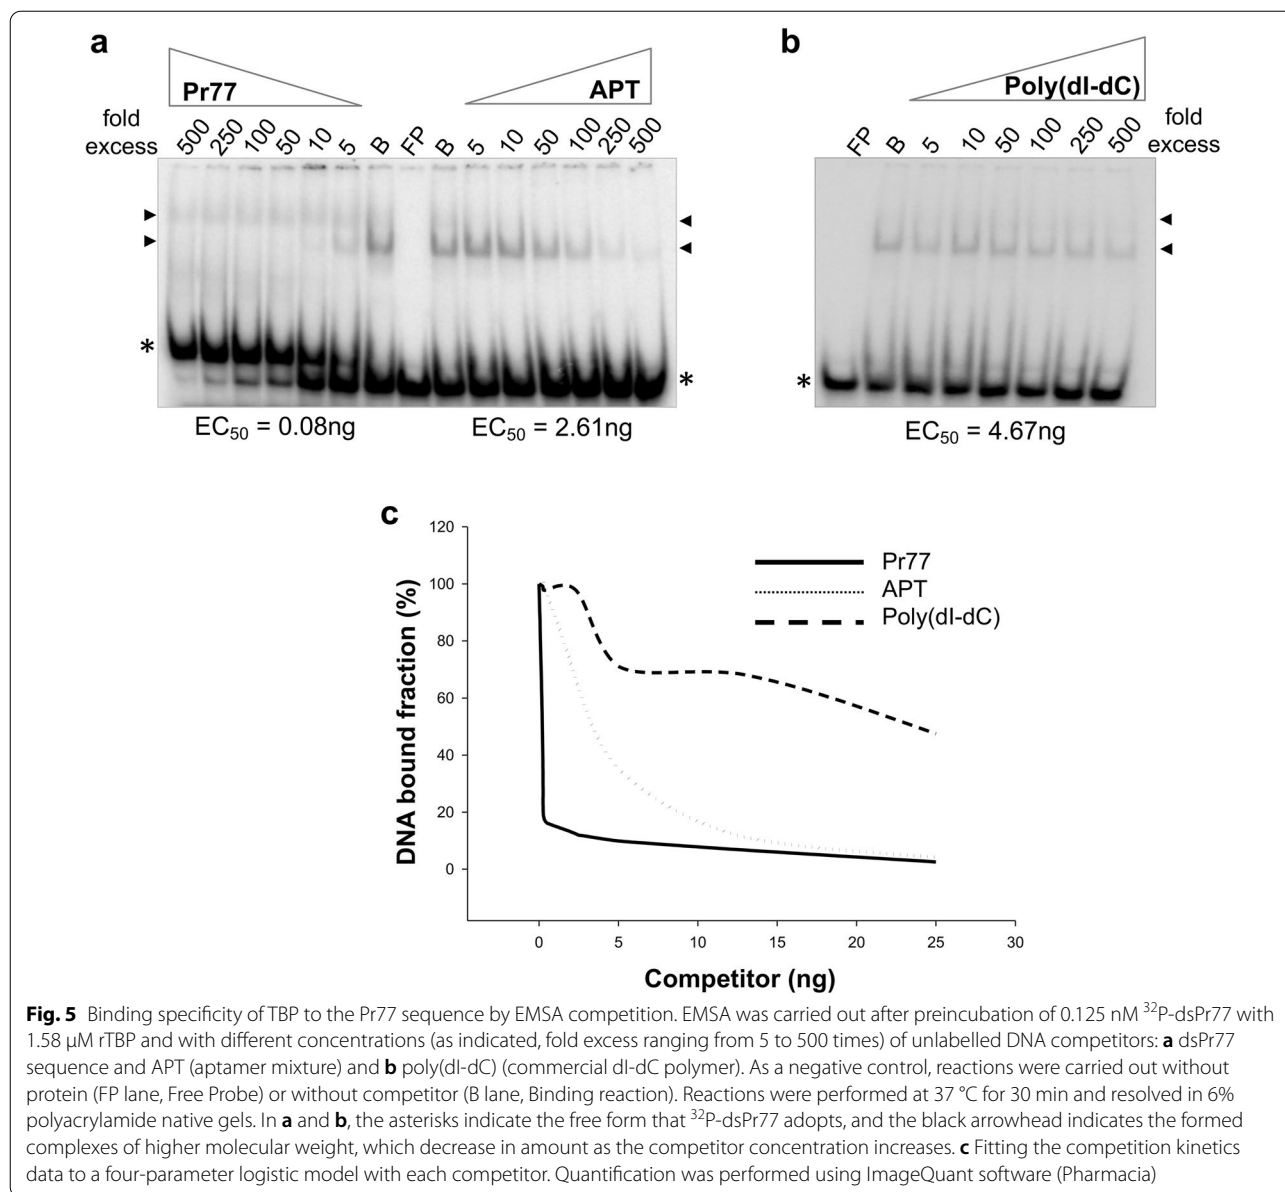 a
b
Pr77
APT
Poly(dI-dC)
fold
excess
500 250 100 50 10 5 B FP B 5 10 50 100 250 500
FP B 5 10 50 100 250 500
fold
excess
*
*
*
EC50 = 0.08ng
EC50 = 2.61ng
EC50 = 4.67ng
c
120
100
80
60
40
20
0
DNA bound fraction (%)
Pr77
APT
Poly(dI-dC)
0 5 10 15 20 25 30
Competitor (ng)
Fig. 5 Binding specificity of TBP to the Pr77 sequence by EMSA competition. EMSA was carried out after preincubation of 0.125 nM 32P-dsPr77 with
1.58 µM rTBP and with different concentrations (as indicated, fold excess ranging from 5 to 500 times) of unlabelled DNA competitors: a dsPr77
sequence and APT (aptamer mixture) and b poly(dI-dC) (commercial dI-dC polymer). As a negative control, reactions were carried out without
protein (FP lane, Free Probe) or without competitor (B lane, Binding reaction). Reactions were performed at 37 °C for 30 min and resolved in 6%
polyacrylamide native gels. In a and b, the asterisks indicate the free form that 32P-dsPr77 adopts, and the black arrowhead indicates the formed
complexes of higher molecular weight, which decrease in amount as the competitor concentration increases. c Fitting the competition kinetics
data to a four-parameter logistic model with each competitor. Quantification was performed using ImageQuant software (Pharmacia)